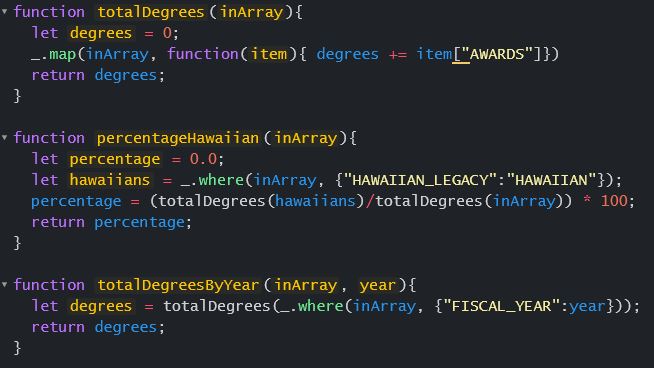 function totalDegrees(inArray){
  let degrees = 0;
  _.map(inArray, function(item){ degrees += item["AWARDS"]})
  return degrees;
}

function percentageHawaiian(inArray){
  let percentage = 0.0;
  let hawaiians = _.where(inArray, {"HAWAIIAN_LEGACY":"HAWAIIAN"});
  percentage = (totalDegrees(hawaiians)/totalDegrees(inArray)) * 100;
  return percentage;
}

function totalDegreesByYear(inArray, year){
  let degrees = totalDegrees(_.where(inArray, {"FISCAL_YEAR":year}));
  return degrees;
}